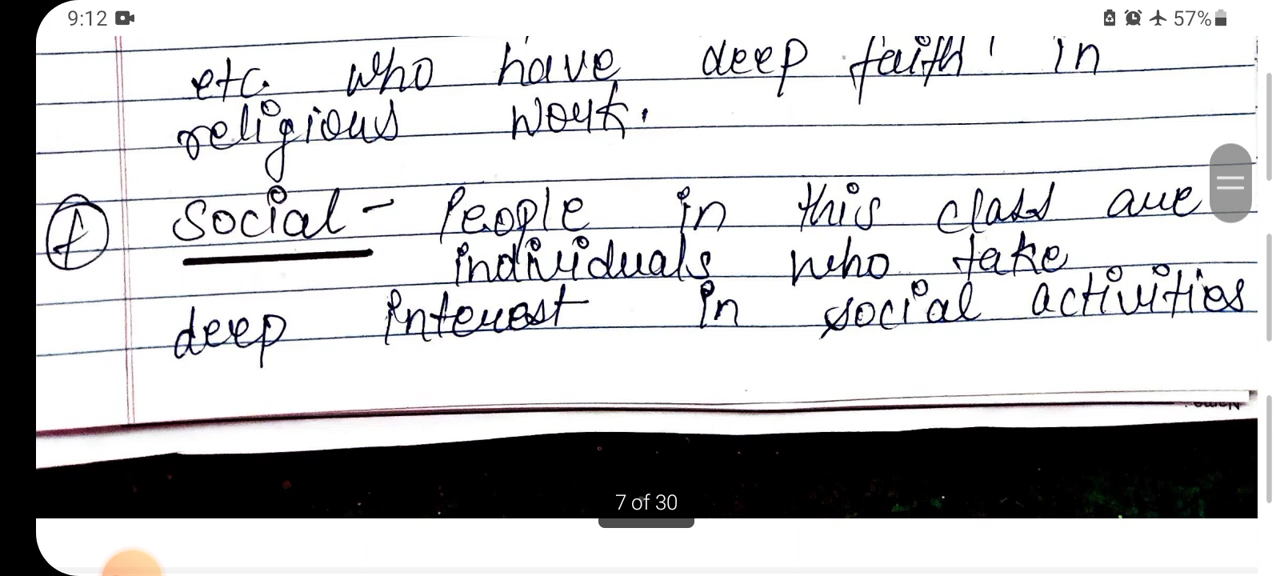 9:12 57%
etc. who have deep faith in
religious work.
f Social - People in this class are
individuals who take
deep interest in social activities
7 of 30